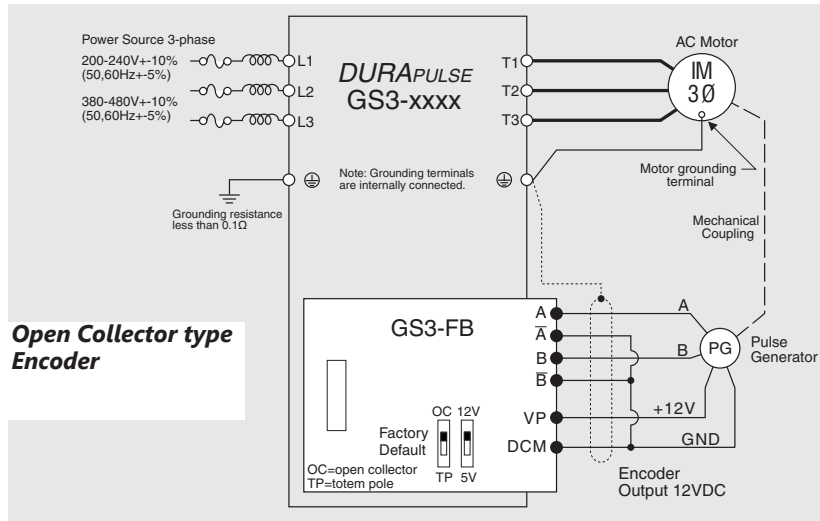 Power Source 3-phase
200-240V+-10%
(50,60Hz+-5%)
380-480V+-10%
(50,60Hz+-5%)
L1
L2
L3
DURAPULSE
GS3-xxxx
T1
T2
T3
AC Motor
IM
3Ø
Note: Grounding terminals
are internally connected.
Grounding resistance
less than 0.1Ω
Motor grounding
terminal
Mechanical
Coupling
Open Collector type
Encoder
GS3-FB
A
A̅
B
B̅
VP
DCM
OC 12V
Factory
Default
TP 5V
OC=open collector
TP=totem pole
A
B
+12V
GND
PG
Pulse
Generator
Encoder
Output 12VDC